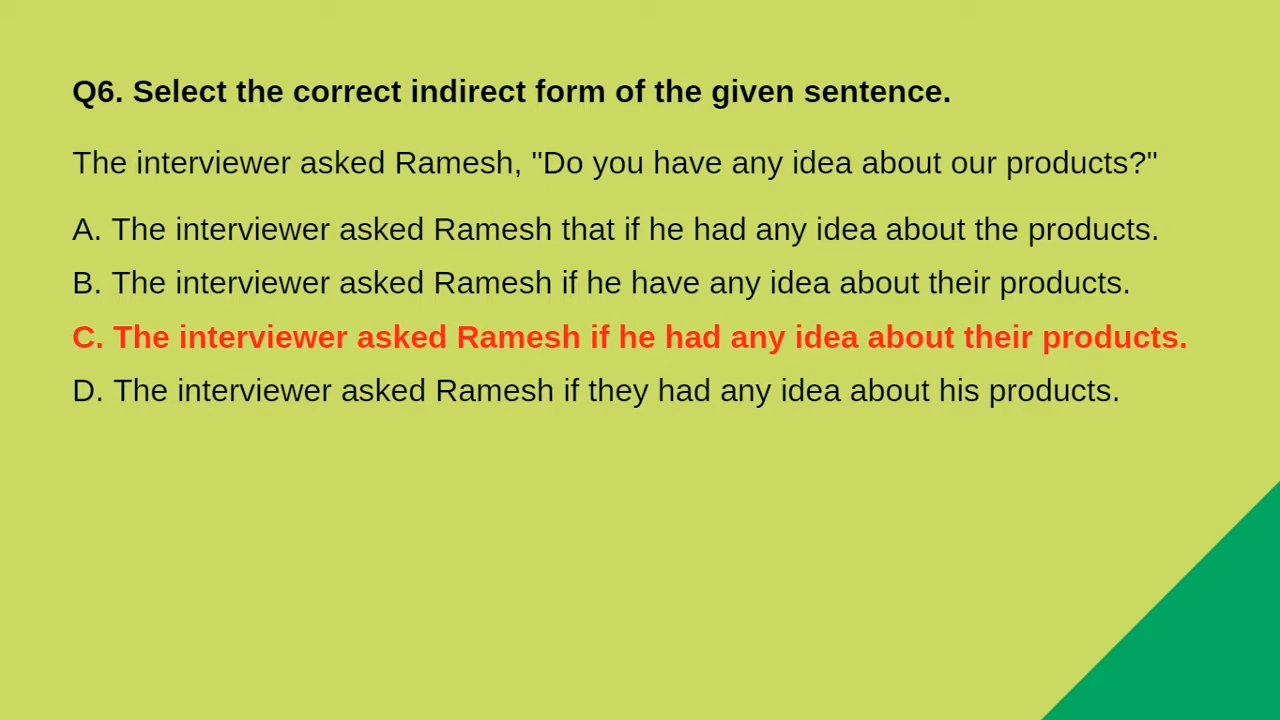 Q6. Select the correct indirect form of the given sentence.
The interviewer asked Ramesh, "Do you have any idea about our products?"
A. The interviewer asked Ramesh that if he had any idea about the products.
B. The interviewer asked Ramesh if he have any idea about their products.
C. The interviewer asked Ramesh if he had any idea about their products.
D. The interviewer asked Ramesh if they had any idea about his products.